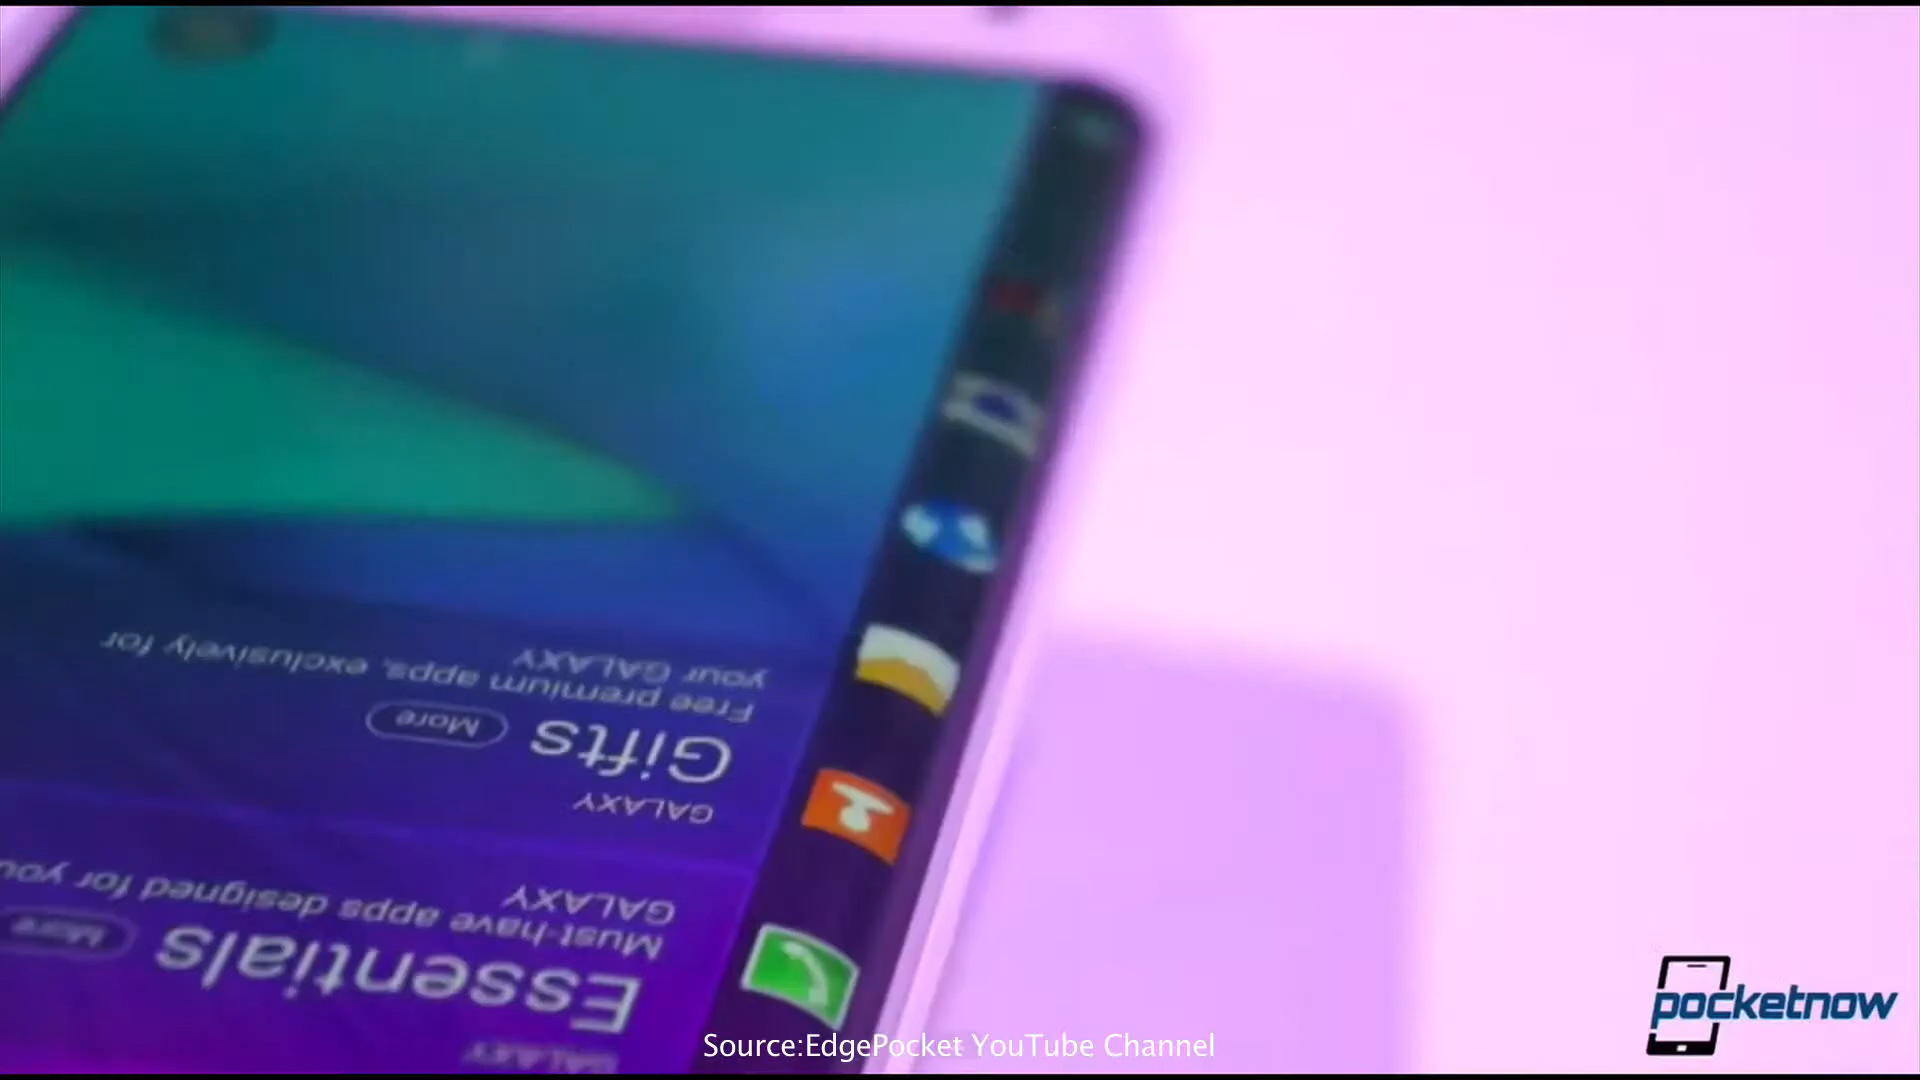 GALAXY
Essentials More
Must-have apps designed for you
GALAXY
GALAXY
Gifts More
Free premium apps, exclusively for
your GALAXY
Source:EdgePocket YouTube Channel
pocketnow